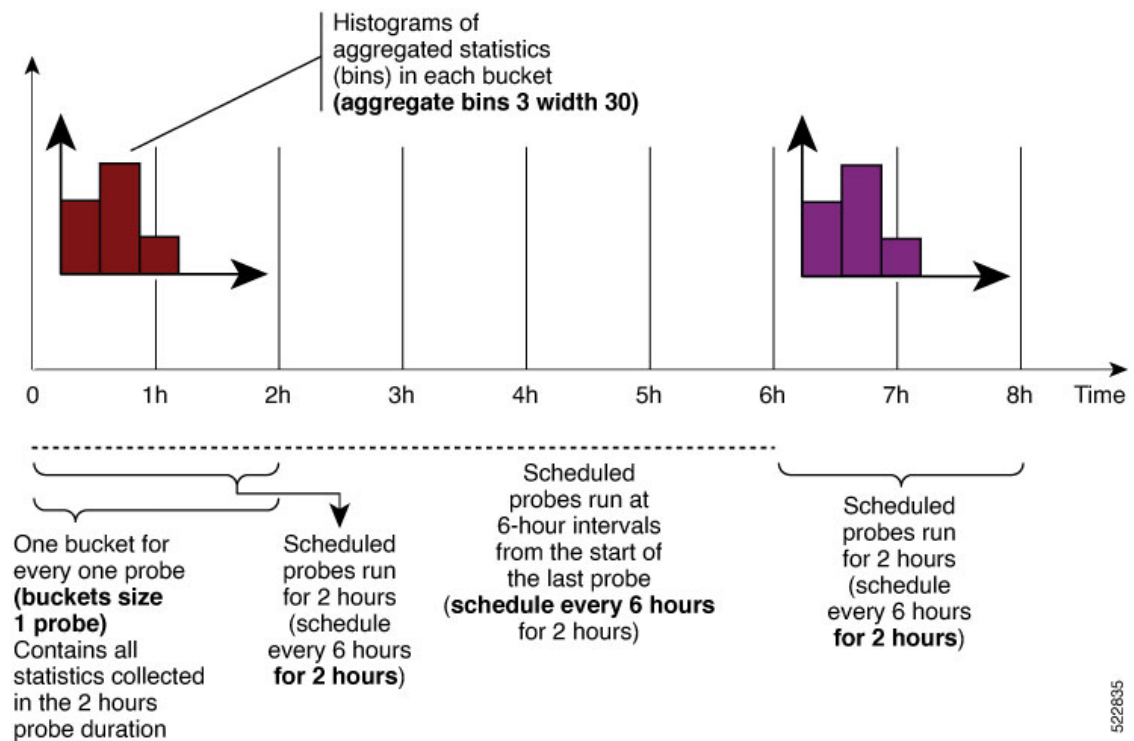 Histograms of
aggregated statistics
(bins) in each bucket
(aggregate bins 3 width 30)
0 1h 2h 3h 4h 5h 6h 7h 8h Time
One bucket for
every one probe
(buckets size
1 probe)
Contains all
statistics collected
in the 2 hours
probe duration
Scheduled
probes run
for 2 hours
(schedule
every 6 hours
for 2 hours)
Scheduled
probes run at
6-hour intervals
from the start of
the last probe
(schedule every 6 hours
for 2 hours)
Scheduled
probes run
for 2 hours
(schedule
every 6 hours
for 2 hours)
522835